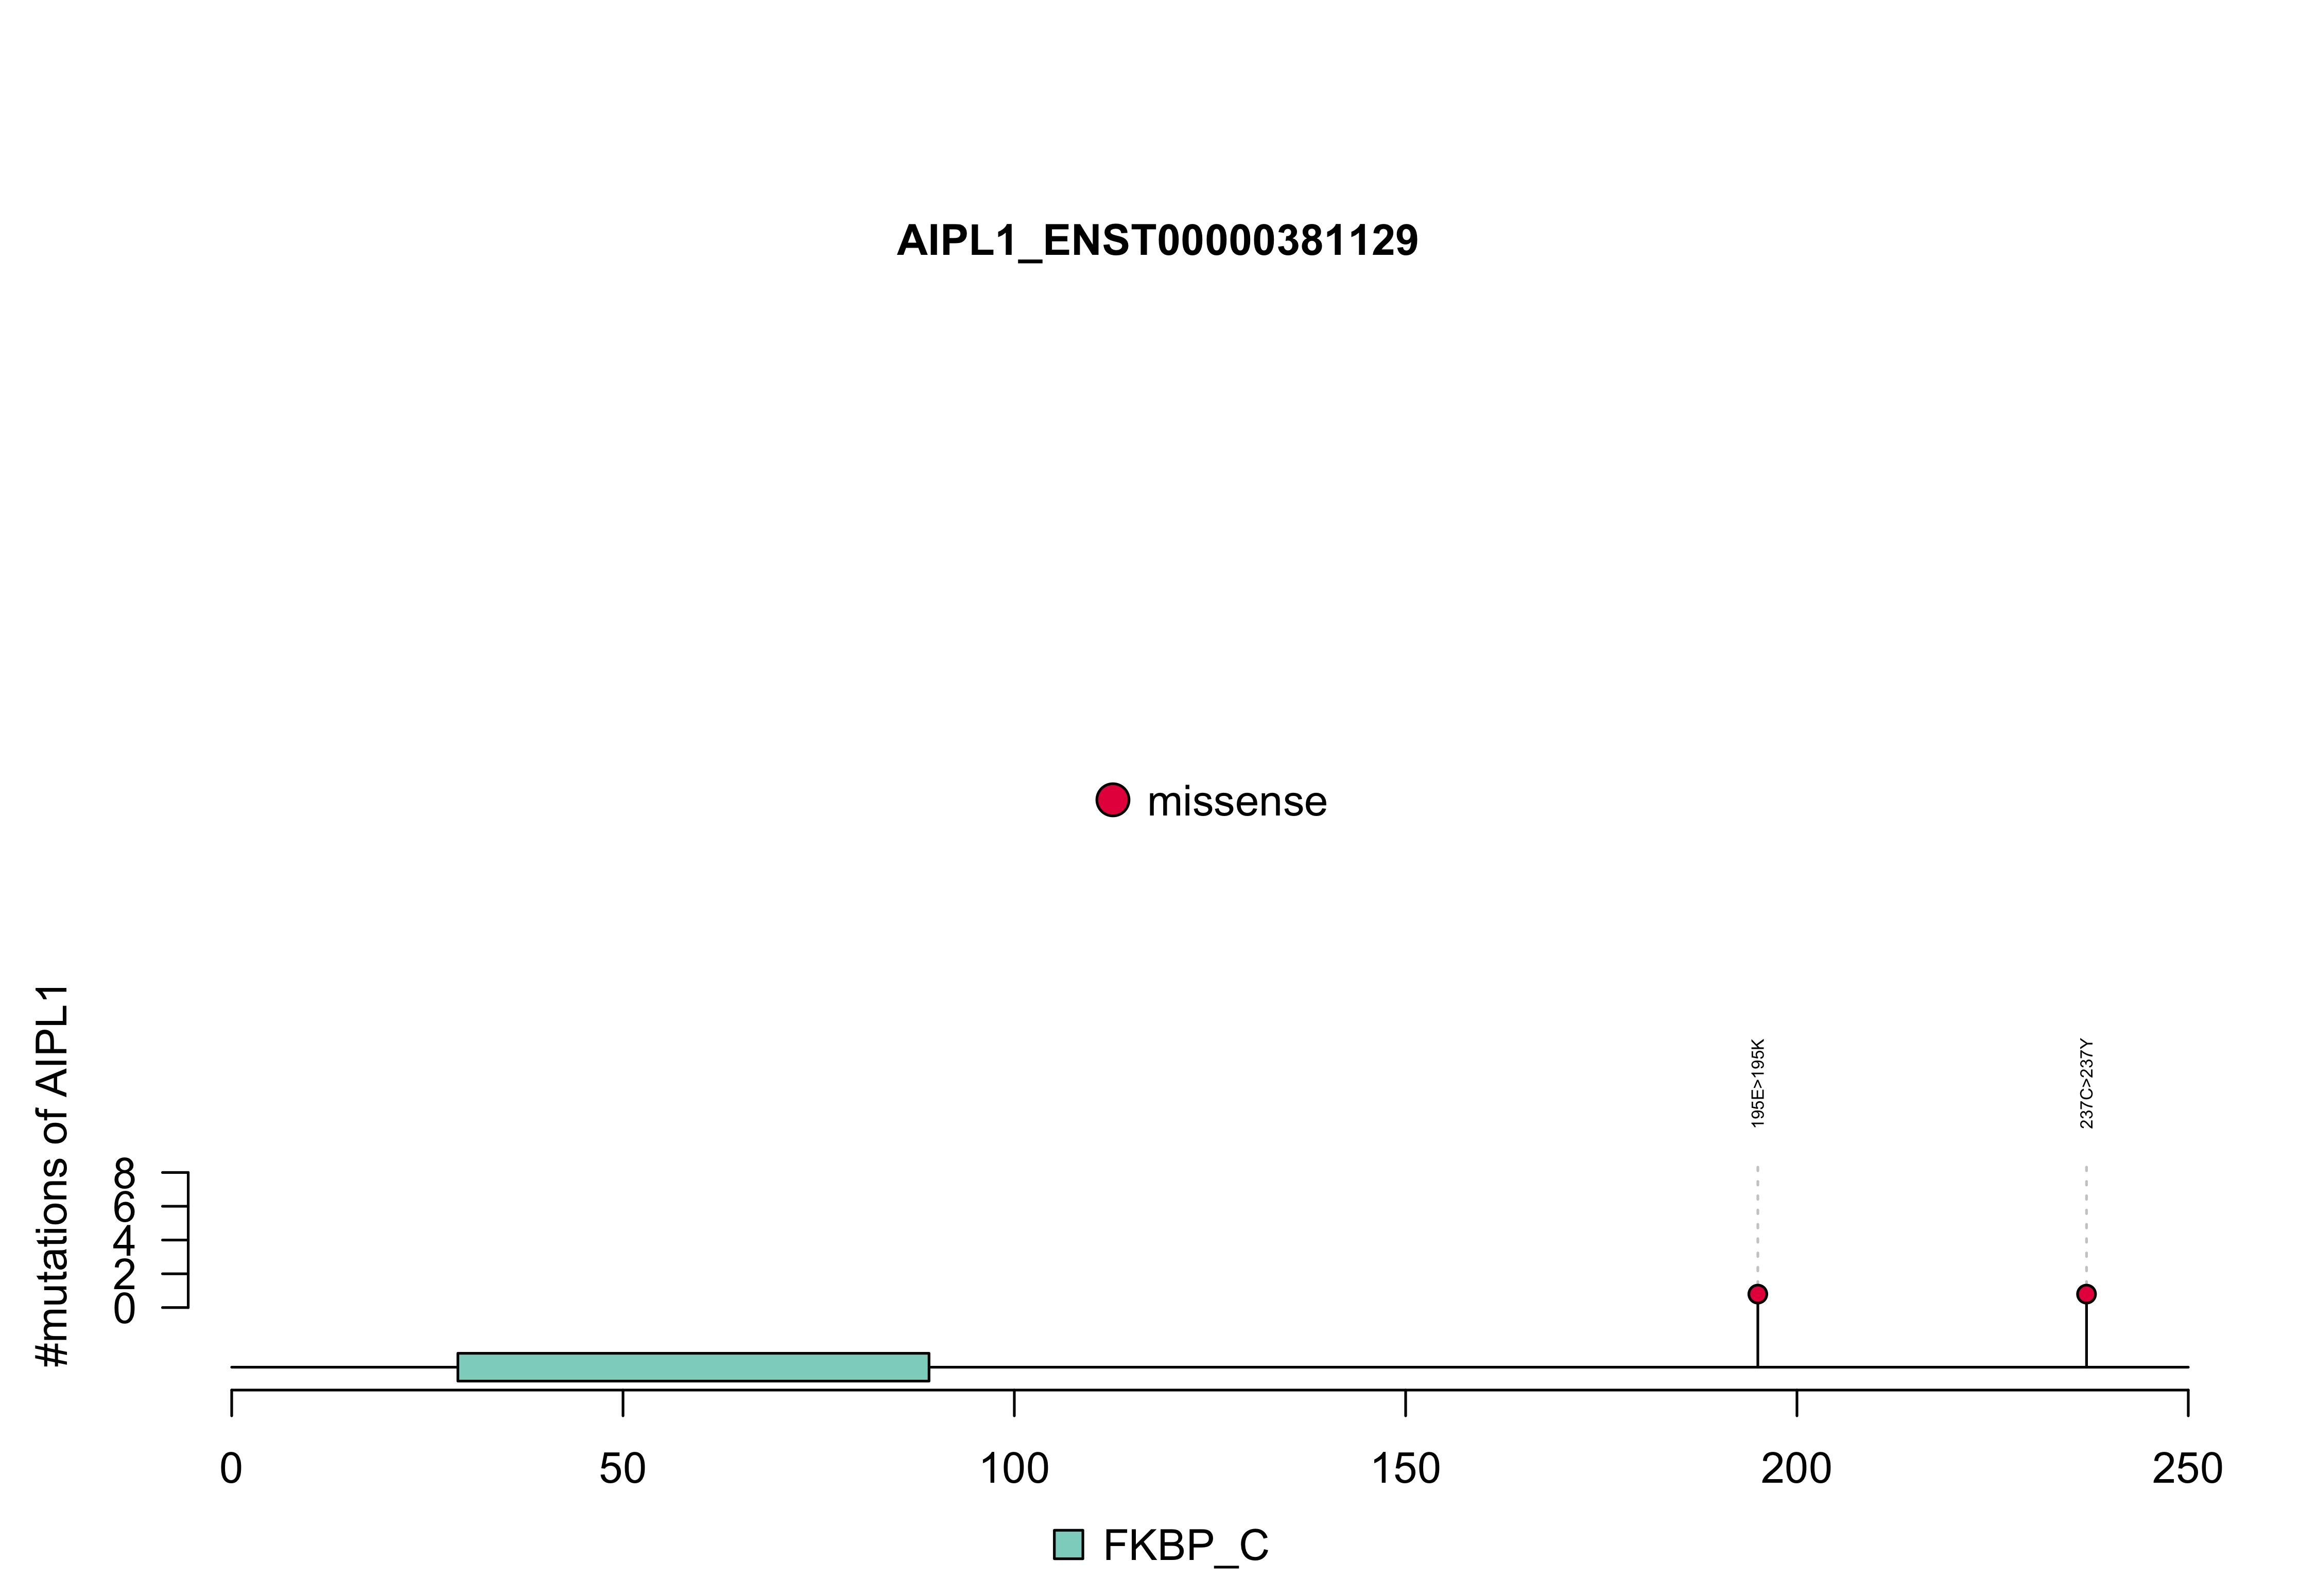 AIPL1_ENST00000381129
missense
#mutations of AIPL1
195E>195K
237C>237Y
8
6
4
2
0
0 50 100 150 200 250
FKBP_C